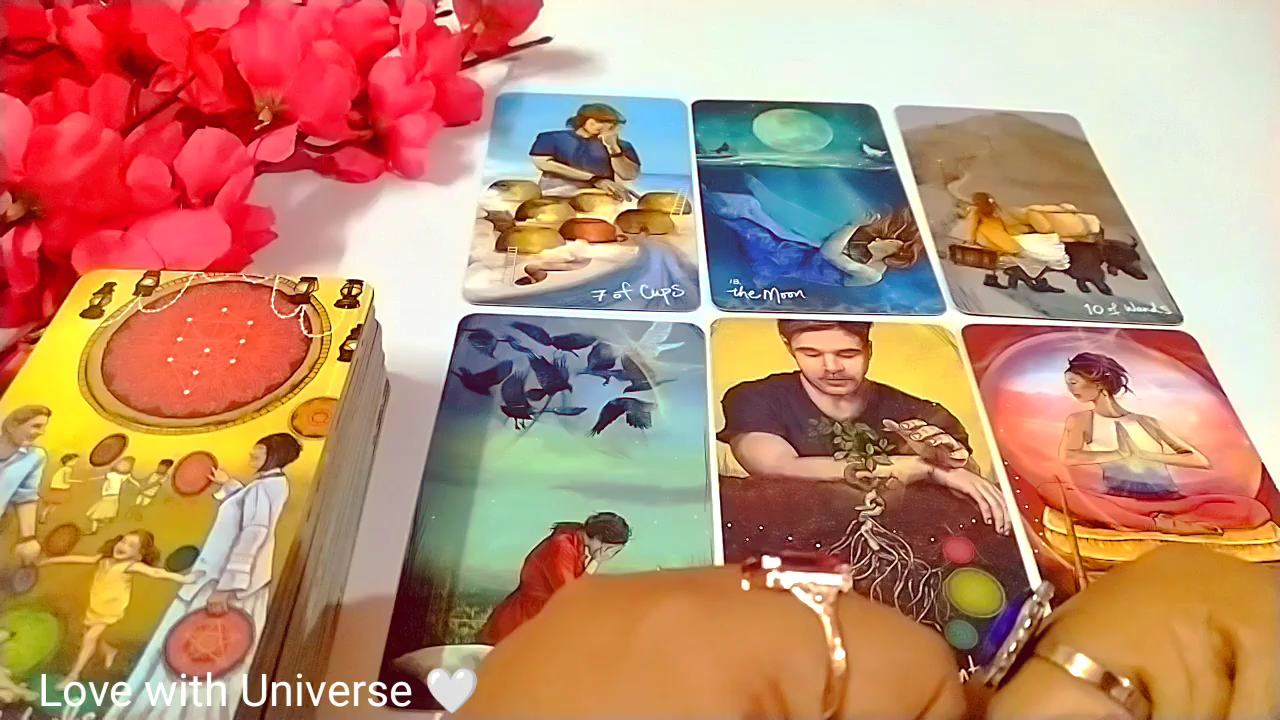 7 of Cups
18.
the Moon
10 of Wands
Love with Universe 🤍